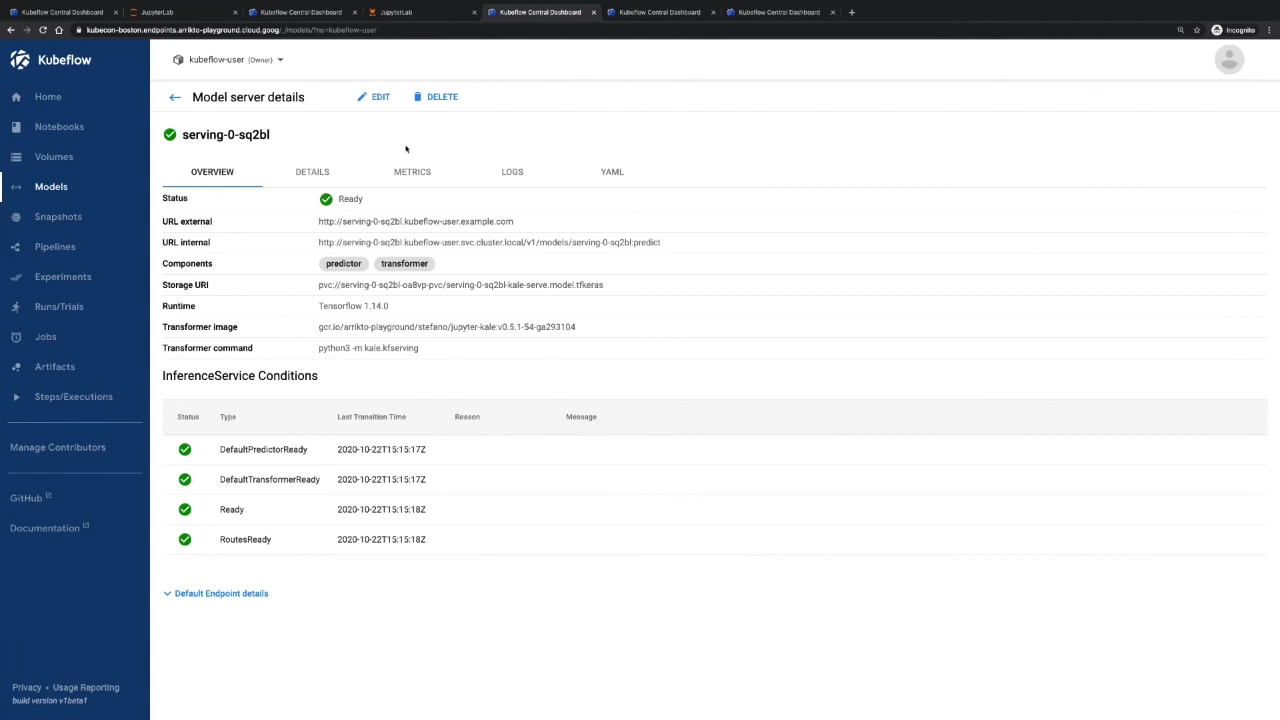 Kubeflow Central Dashboard
JupyterLab
Kubeflow Central Dashboard
JupyterLab
Kubeflow Central Dashboard
Kubeflow Central Dashboard
Kubeflow Central Dashboard
kubecon-boston.endpoints.arrikto-playground.cloud.goog/_/models/?ns=kubeflow-user
Incognito
Kubeflow
kubeflow-user (Owner)
Model server details
EDIT
DELETE
Home
Notebooks
Volumes
Models
Snapshots
Pipelines
Experiments
Runs/Trials
Jobs
Artifacts
Steps/Executions
Manage Contributors
GitHub
Documentation
Privacy • Usage Reporting
build version v1beta1
serving-0-sq2bl
OVERVIEW DETAILS METRICS LOGS YAML
Status Ready
URL external http://serving-0-sq2bl.kubeflow-user.example.com
URL internal http://serving-0-sq2bl.kubeflow-user.svc.cluster.local/v1/models/serving-0-sq2bl:predict
Components predictor transformer
Storage URI pvc://serving-0-sq2bl-oa8vp-pvc/serving-0-sq2bl-kale-serve.model.tfkeras
Runtime Tensorflow 1.14.0
Transformer image gcr.io/arrikto-playground/stefano/jupyter-kale:v0.5.1-54-ga293104
Transformer command python3 -m kale.kfserving
InferenceService Conditions
Status Type Last Transition Time Reason Message
DefaultPredictorReady 2020-10-22T15:15:17Z
DefaultTransformerReady 2020-10-22T15:15:17Z
Ready 2020-10-22T15:15:18Z
RoutesReady 2020-10-22T15:15:18Z
Default Endpoint details